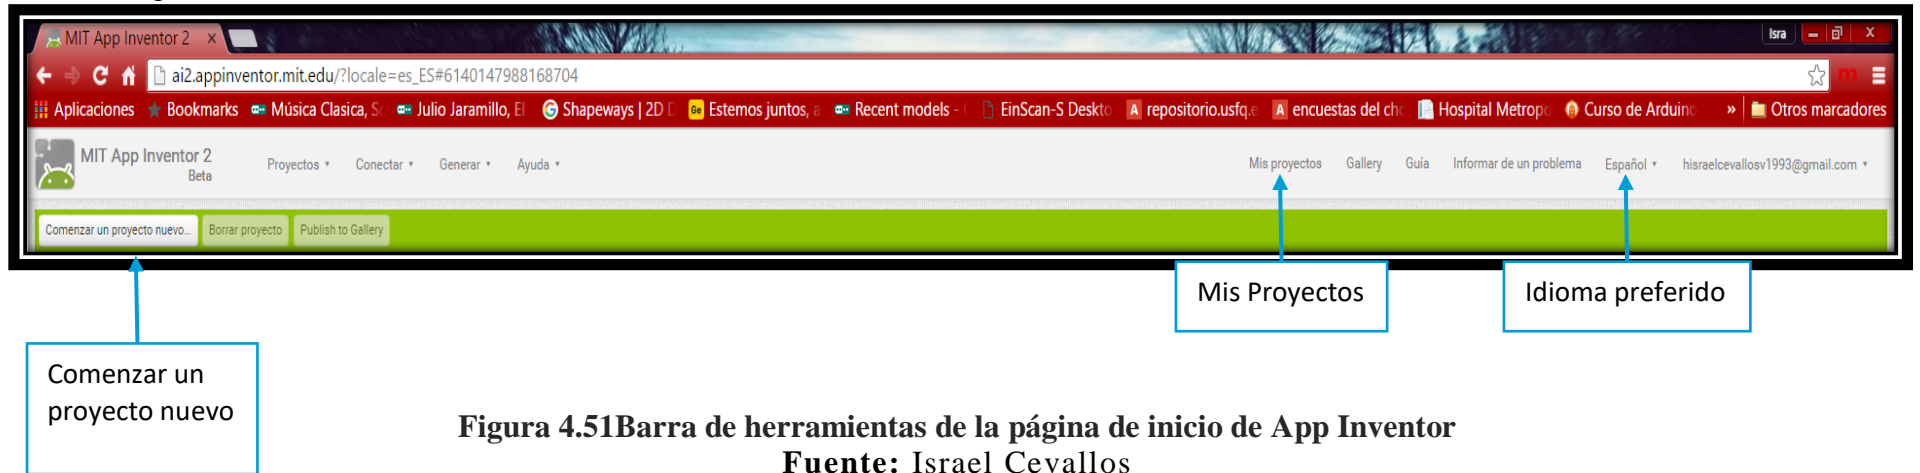 MIT App Inventor 2 ×
Isra
ai2.appinventor.mit.edu/?locale=es_ES#6140147988168704
Aplicaciones Bookmarks Música Clasica, Julio Jaramillo, El Shapeways | 2D Estemos juntos, a Recent models - EinScan-S Deskto repositorio.usfq.e encuestas del cho Hospital Metropo Curso de Arduino » Otros marcadores
MIT App Inventor 2
Beta
Proyectos Conectar Generar Ayuda Mis proyectos Gallery Guía Informar de un problema Español hisraelcevallosv1993@gmail.com
Comenzar un proyecto nuevo... Borrar proyecto Publish to Gallery
Mis Proyectos
Idioma preferido
Comenzar un
proyecto nuevo
Figura 4.51Barra de herramientas de la página de inicio de App Inventor
Fuente: Israel Cevallos